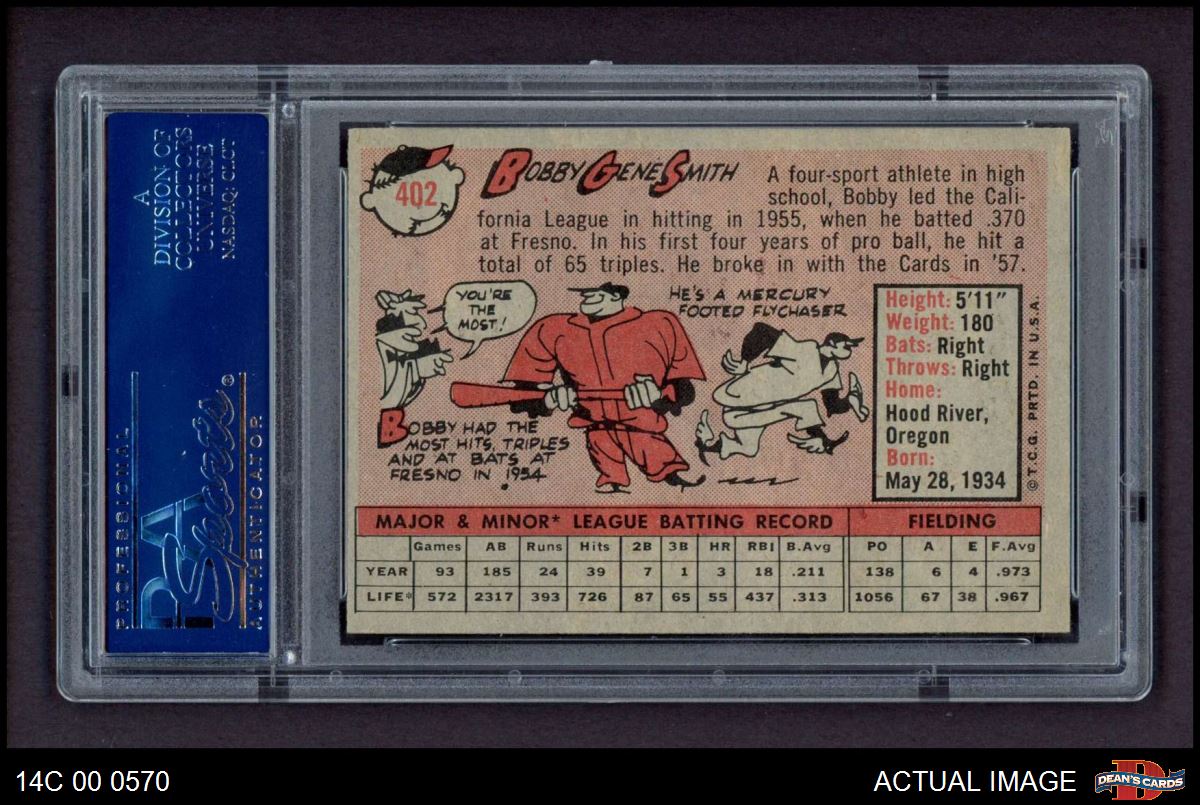 A
DIVISION OF
COLLECTORS
UNIVERSE
NASDAQ: CLCT
PROFESSIONAL
PSA
Sports®
AUTHENTICATOR
402
BOBBY GENE SMITH
A four-sport athlete in high
school, Bobby led the Cali-
fornia League in hitting in 1955, when he batted .370
at Fresno. In his first four years of pro ball, he hit a
total of 65 triples. He broke in with the Cards in '57.
YOU'RE
THE
MOST!
BOBBY HAD THE
MOST HITS, TRIPLES
AND AT BATS AT
FRESNO IN 1954.
HE'S A MERCURY
FOOTED FLYCHASER
Height: 5'11"
Weight: 180
Bats: Right
Throws: Right
Home:
Hood River,
Oregon
Born:
May 28, 1934
© T.C.G. PRTD. IN U.S.A.
MAJOR & MINOR* LEAGUE BATTING RECORD FIELDING
Games AB Runs Hits 2B 3B HR RBI B.Avg PO A E F.Avg
YEAR 93 185 24 39 7 1 3 18 .211 138 6 4 .973
LIFE* 572 2317 393 726 87 65 55 437 .313 1056 67 38 .967
14C 00 0570
ACTUAL IMAGE
DEAN'S CARDS